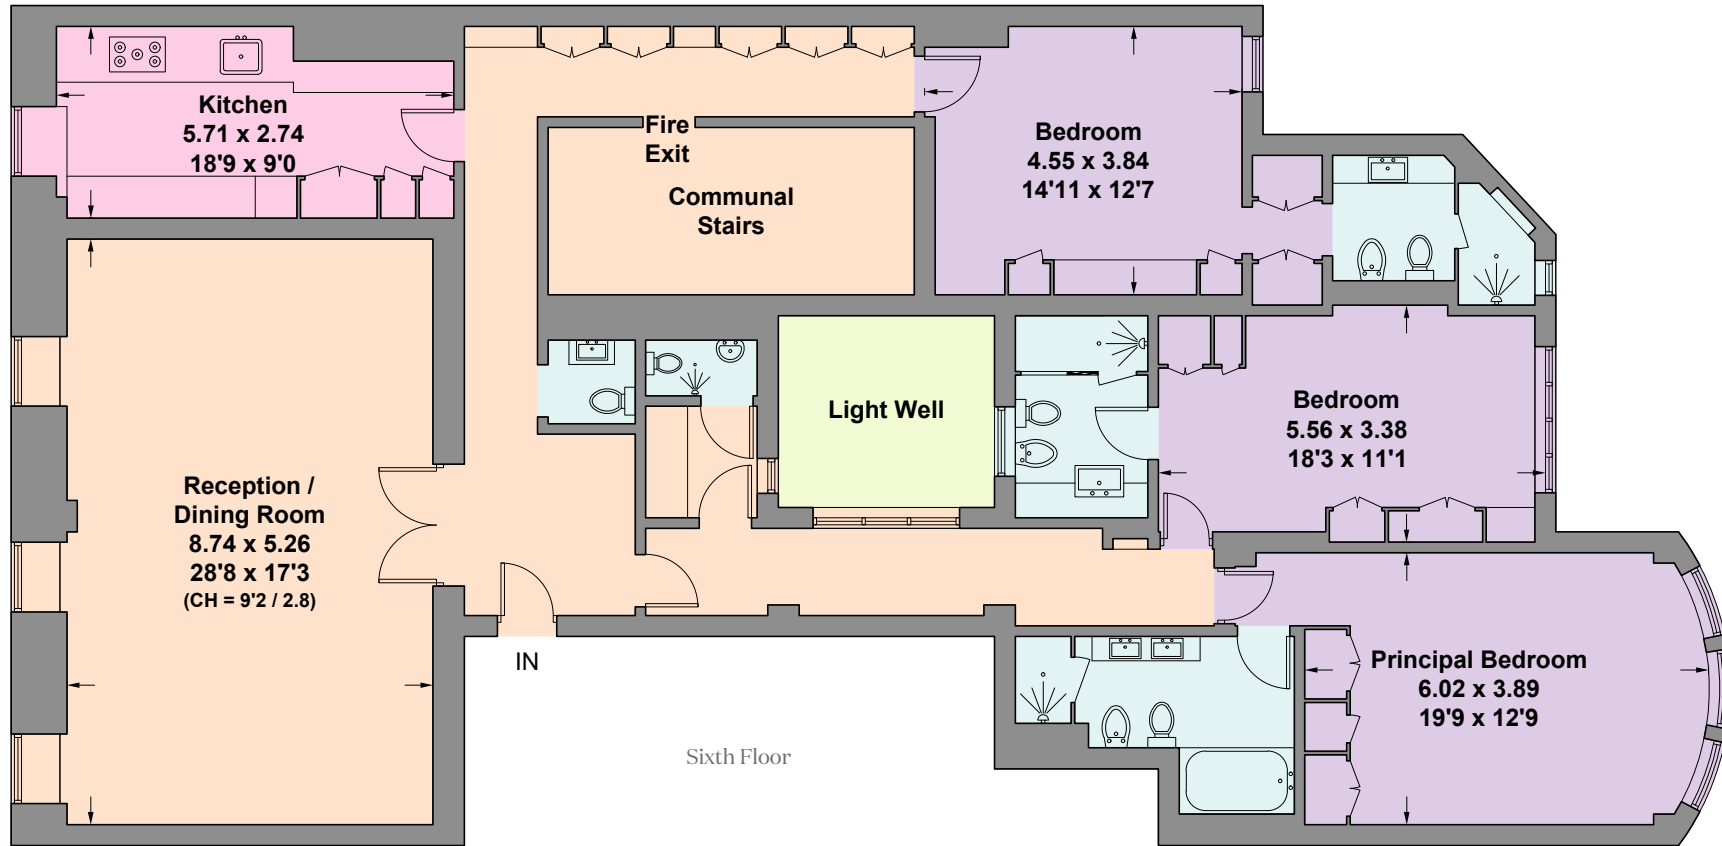 Kitchen
5.71 x 2.74
18'9 x 9'0
Fire
Exit
Communal
Stairs
Bedroom
4.55 x 3.84
14'11 x 12'7
Light Well
Bedroom
5.56 x 3.38
18'3 x 11'1
Reception /
Dining Room
8.74 x 5.26
28'8 x 17'3
(CH = 9'2 / 2.8)
IN
Principal Bedroom
6.02 x 3.89
19'9 x 12'9
Sixth Floor